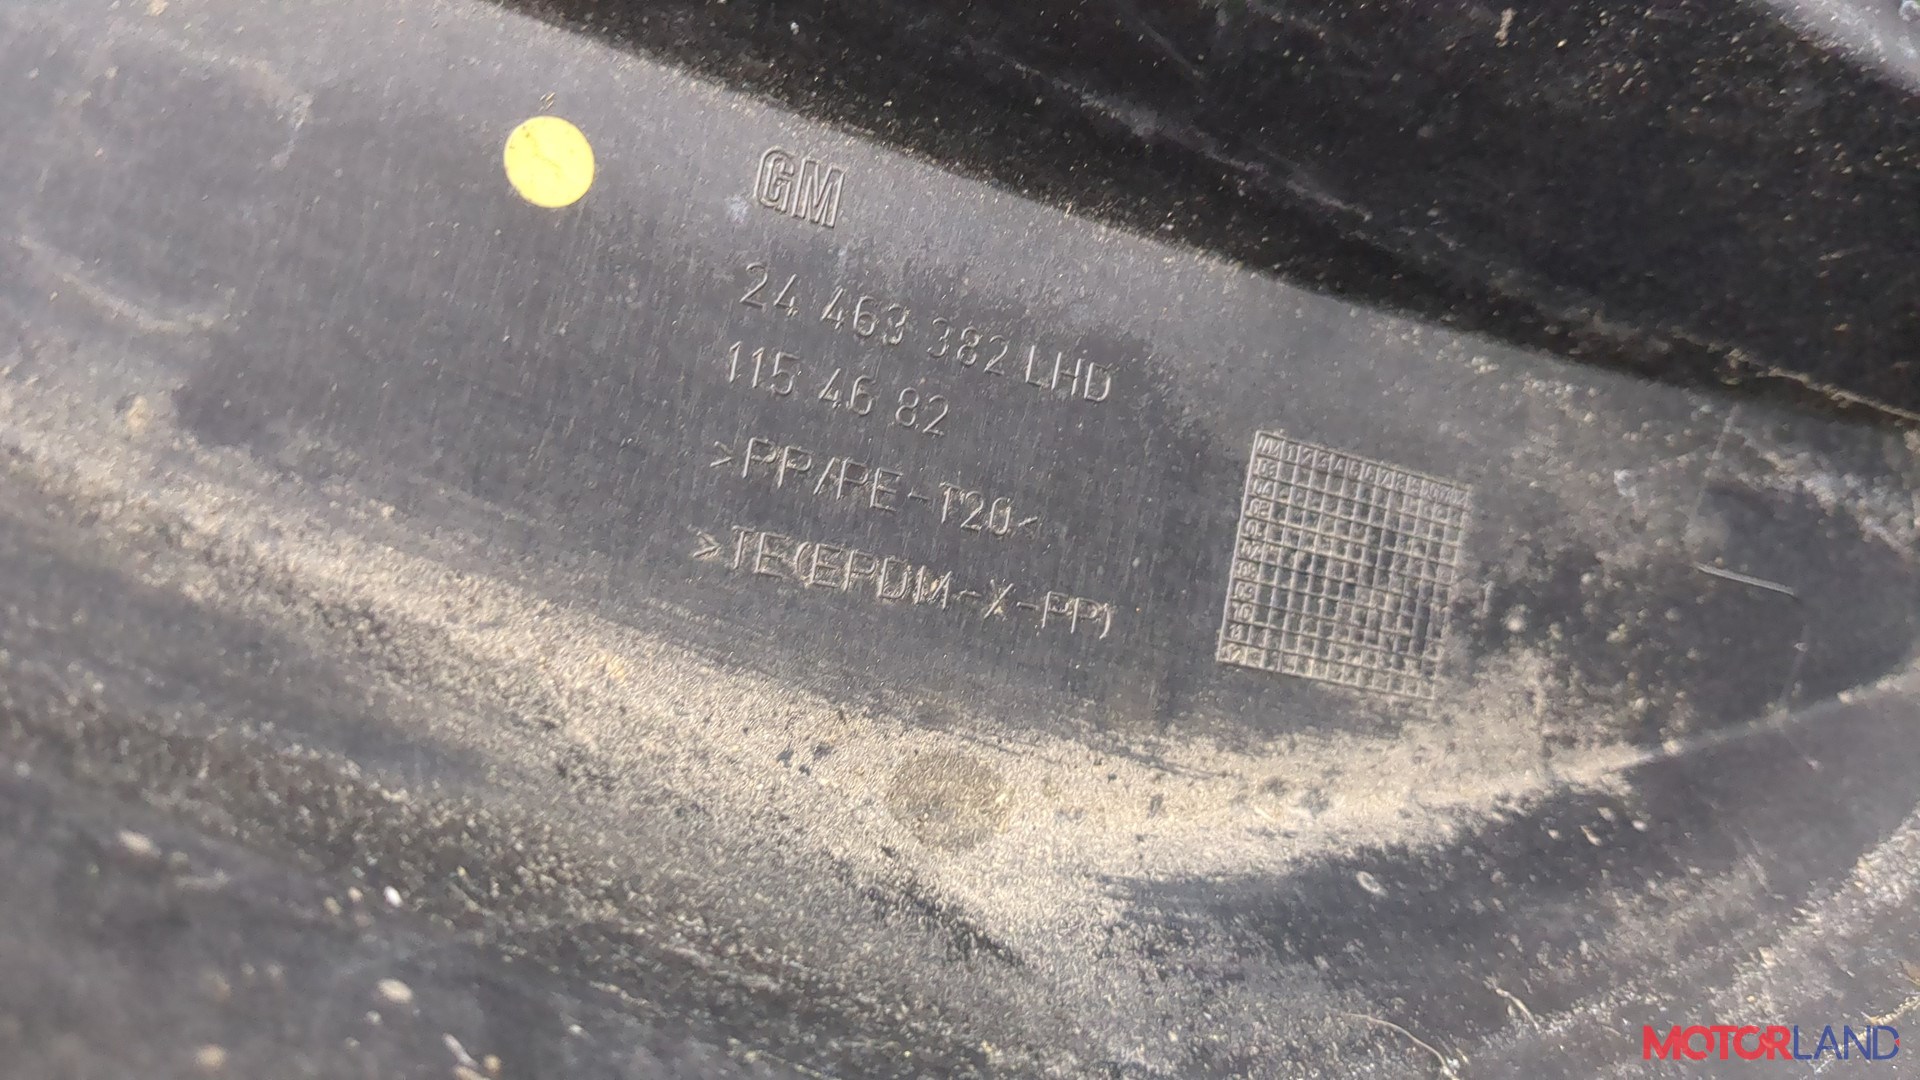 GM
24 463 382 LHD
115 46 82
>PP/PE-T20<
>TE(EPDM-X-PP)
MOTORLAND